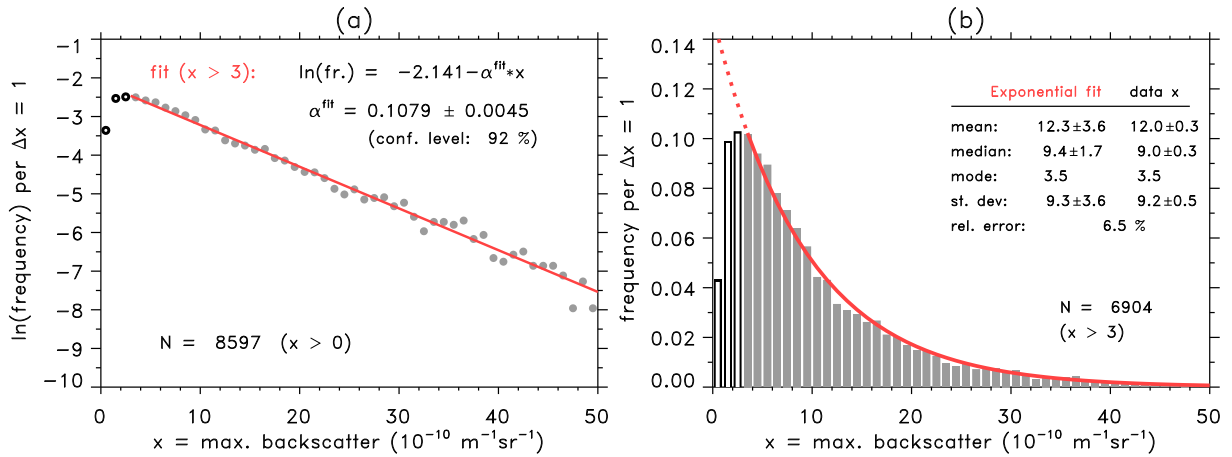 (a)
ln(frequency) per Δx = 1
-1
-2
-3
-4
-5
-6
-7
-8
-9
-10
fit (x > 3): ln(fr.) = -2.141-α^fit*x
α^fit = 0.1079 ± 0.0045
(conf. level: 92 %)
N = 8597 (x > 0)
0 10 20 30 40 50
x = max. backscatter (10^-10 m^-1sr^-1)
(b)
frequency per Δx = 1
0.14
0.12
0.10
0.08
0.06
0.04
0.02
0.00
Exponential fit data x
mean: 12.3±3.6 12.0±0.3
median: 9.4±1.7 9.0±0.3
mode: 3.5 3.5
st. dev: 9.3±3.6 9.2±0.5
rel. error: 6.5 %
N = 6904
(x > 3)
0 10 20 30 40 50
x = max. backscatter (10^-10 m^-1sr^-1)